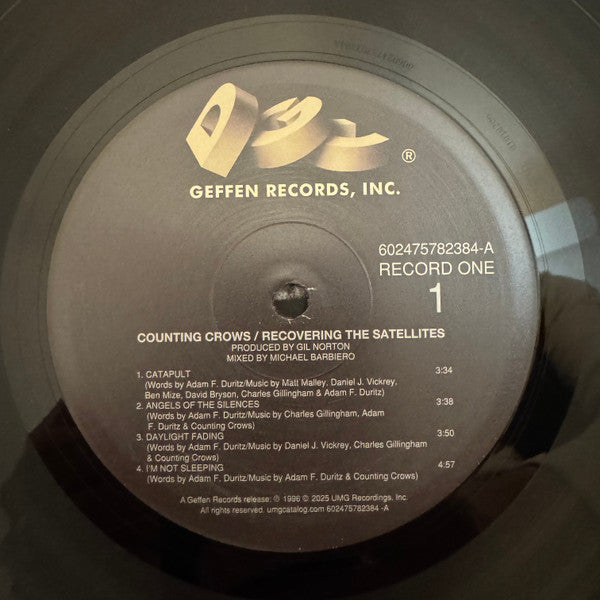 ®
GEFFEN RECORDS, INC.
602475782384-A
RECORD ONE
1
COUNTING CROWS / RECOVERING THE SATELLITES
PRODUCED BY GIL NORTON
MIXED BY MICHAEL BARBIERO
1. CATAPULT 3:34
(Words by Adam F. Duritz/Music by Matt Malley, Daniel J. Vickrey,
Ben Mize, David Bryson, Charles Gillingham & Adam F. Duritz)
2. ANGELS OF THE SILENCES 3:38
(Words by Adam F. Duritz/Music by Charles Gillingham, Adam
F. Duritz & Counting Crows)
3. DAYLIGHT FADING 3:50
(Words by Adam F. Duritz/Music by Daniel J. Vickrey, Charles Gillingham
& Counting Crows)
4. I'M NOT SLEEPING 4:57
(Words by Adam F. Duritz/Music by Adam F. Duritz & Counting Crows)
A Geffen Records release; ℗ 1996 © 2025 UMG Recordings, Inc.
All rights reserved. umgcatalog.com 602475782384 -A